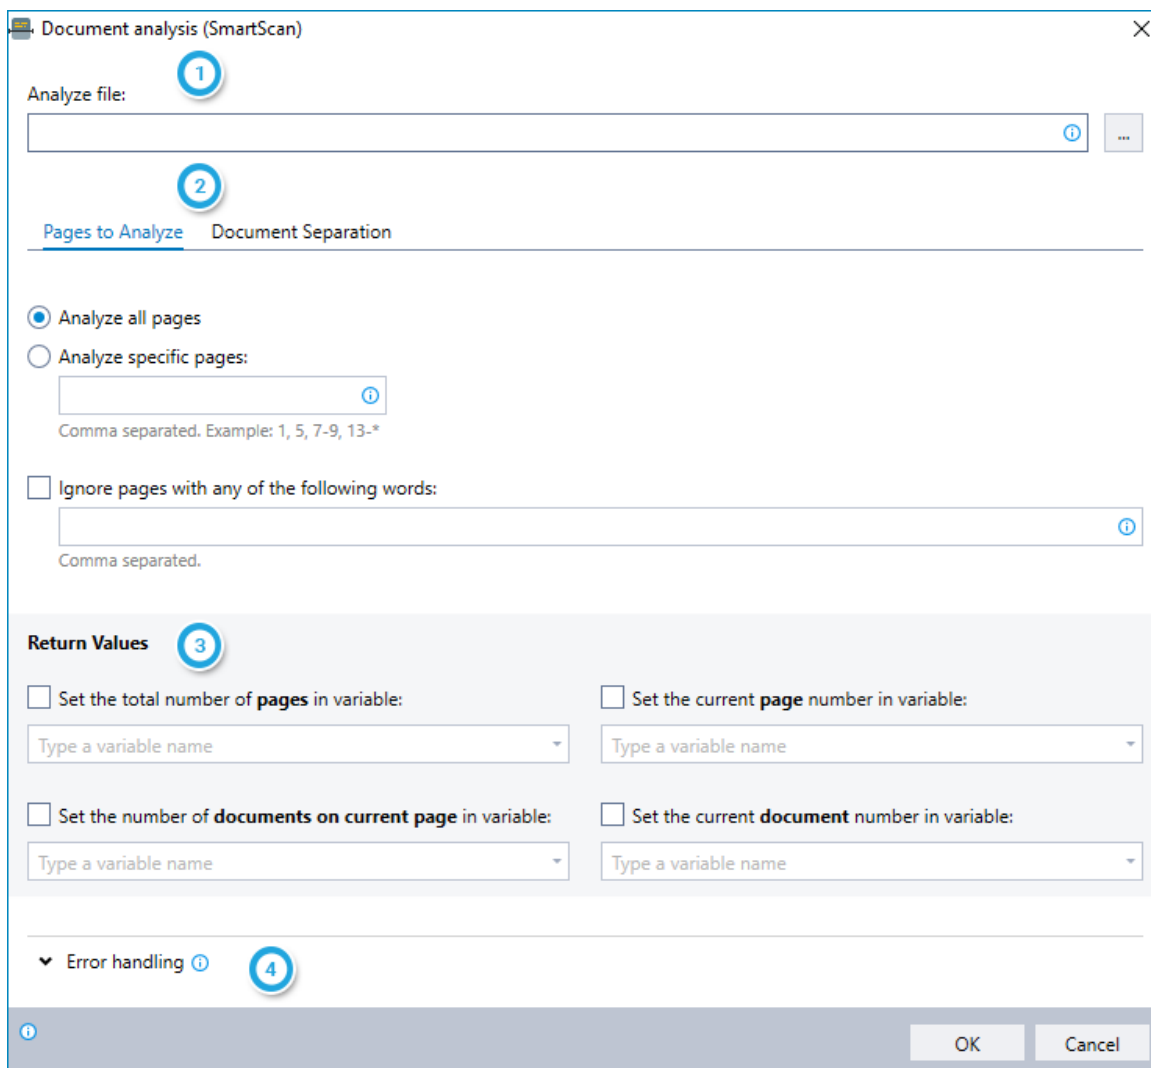 Document analysis (SmartScan)
1
Analyze file:
...
2
Pages to Analyze Document Separation
Analyze all pages
Analyze specific pages:
Comma separated. Example: 1, 5, 7-9, 13-*
Ignore pages with any of the following words:
Comma separated.
Return Values 3
Set the total number of pages in variable: Set the current page number in variable:
Type a variable name Type a variable name
Set the number of documents on current page in variable: Set the current document number in variable:
Type a variable name Type a variable name
Error handling 4
OK Cancel